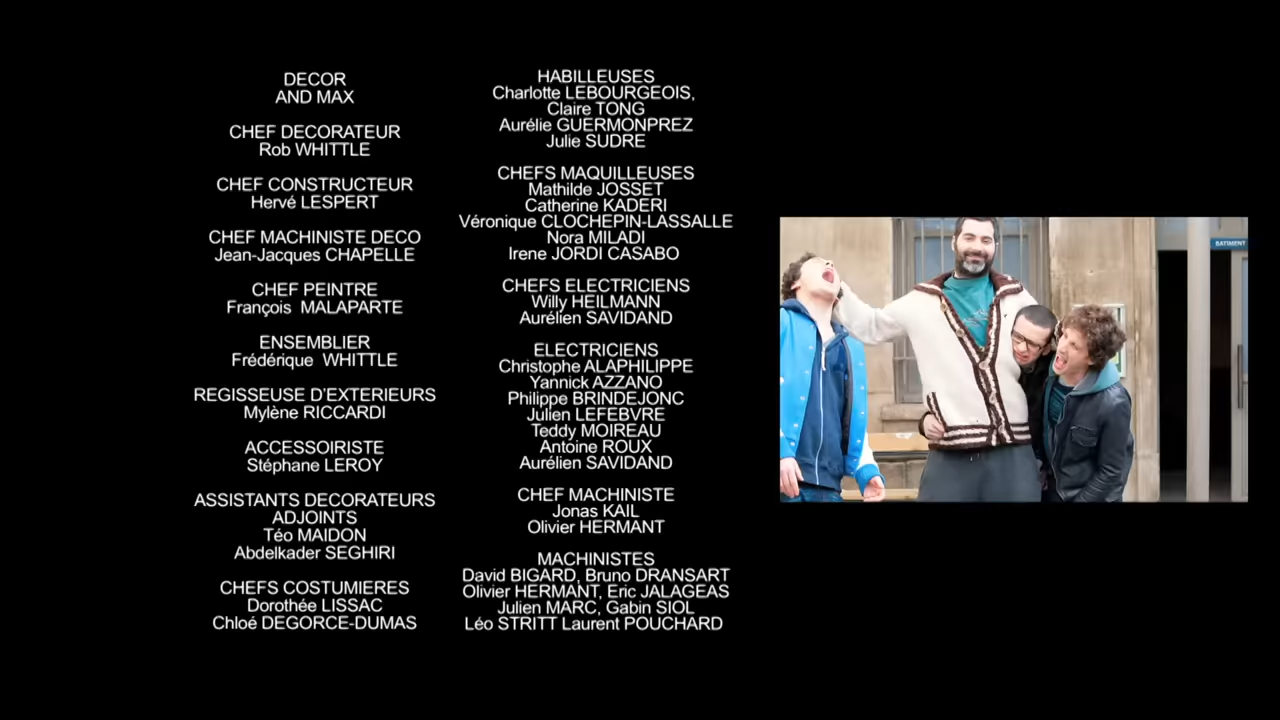 DECOR
AND MAX
CHEF DECORATEUR
Rob WHITTLE
CHEF CONSTRUCTEUR
Hervé LESPERT
CHEF MACHINISTE DECO
Jean-Jacques CHAPELLE
CHEF PEINTRE
François MALAPARTE
ENSEMBLIER
Frédérique WHITTLE
REGISSEUSE D'EXTERIEURS
Mylène RICCARDI
ACCESSOIRISTE
Stéphane LEROY
ASSISTANTS DECORATEURS
ADJOINTS
Téo MAIDON
Abdelkader SEGHIRI
CHEFS COSTUMIERES
Dorothée LISSAC
Chloé DEGORCE-DUMAS
HABILLEUSES
Charlotte LEBOURGEOIS,
Claire TONG
Aurélie GUERMONPREZ
Julie SUDRE
CHEFS MAQUILLEUSES
Mathilde JOSSET
Catherine KADERI
Véronique CLOCHEPIN-LASSALLE
Nora MILADI
Irene JORDI CASABO
CHEFS ELECTRICIENS
Willy HEILMANN
Aurélien SAVIDAND
ELECTRICIENS
Christophe ALAPHILIPPE
Yannick AZZANO
Philippe BRINDEJONC
Julien LEFEBVRE
Teddy MOIREAU
Antoine ROUX
Aurélien SAVIDAND
CHEF MACHINISTE
Jonas KAIL
Olivier HERMANT
MACHINISTES
David BIGARD, Bruno DRANSART
Olivier HERMANT, Eric JALAGEAS
Julien MARC, Gabin SIOL
Léo STRITT Laurent POUCHARD
BATIMENT